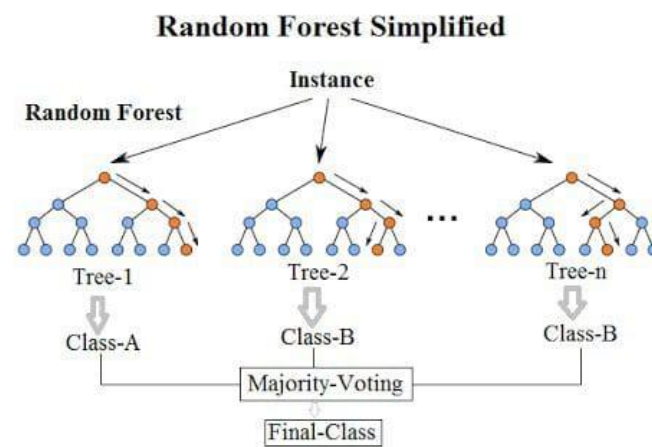 Random Forest Simplified
Instance
Random Forest
...
Tree-1
Tree-2
Tree-n
Class-A
Class-B
Class-B
Majority-Voting
Final-Class